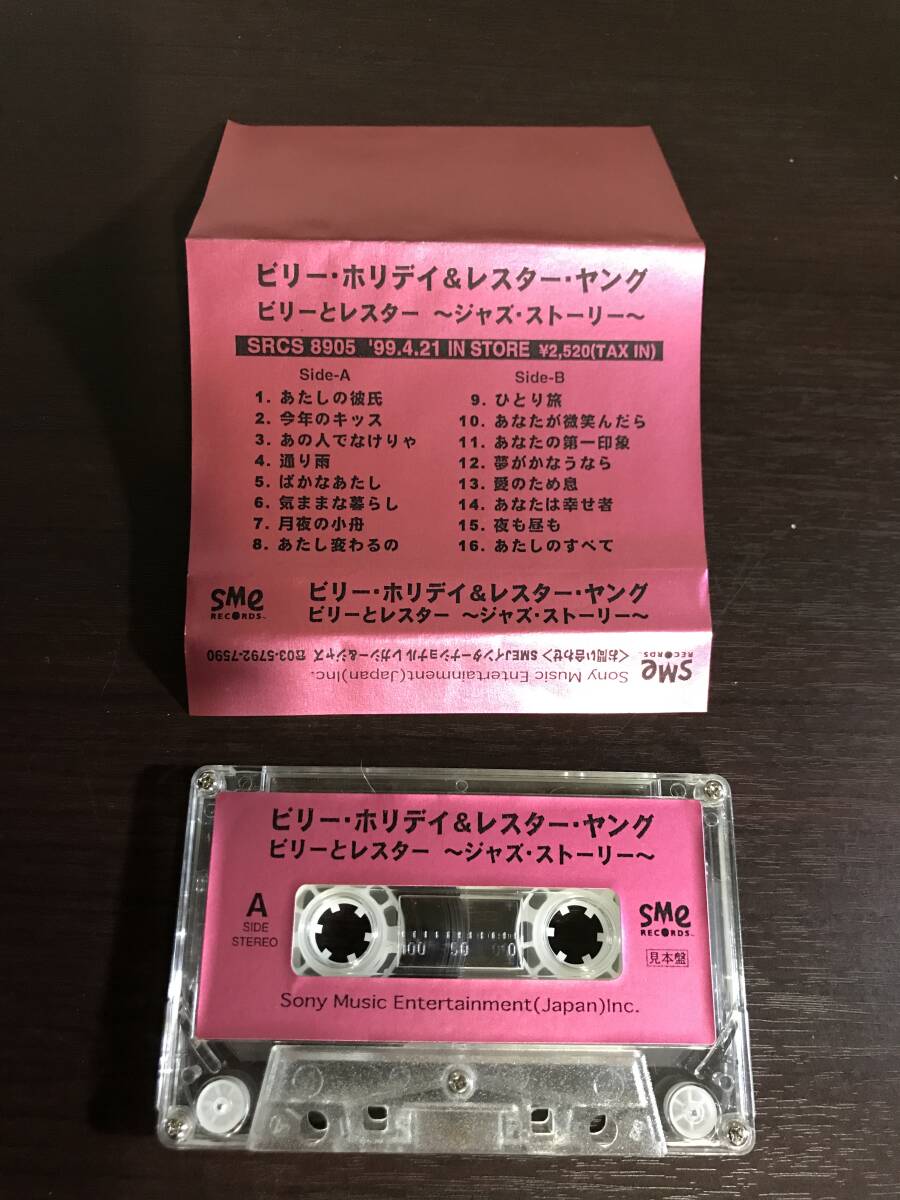 ビリー・ホリデイ&レスター・ヤング
ビリーとレスター ～ジャズ・ストーリー～
SRCS 8905 '99.4.21 IN STORE ¥2,520(TAX IN)
Side-A
1. あたしの彼氏
2. 今年のキッス
3. あの人でなけりゃ
4. 通り雨
5. ばかなあたし
6. 気ままな暮らし
7. 月夜の小舟
8. あたし変わるの
Side-B
9. ひとり旅
10. あなたが微笑んだら
11. あなたの第一印象
12. 夢がかなうなら
13. 愛のため息
14. あなたは幸せ者
15. 夜も昼も
16. あたしのすべて
SMe
RECORDS™
ビリー・ホリデイ&レスター・ヤング
ビリーとレスター ～ジャズ・ストーリー～
SMe
RECORDS™
Sony Music Entertainment(Japan)Inc.
<お問い合わせ>SMEJインターナショナル レガシー&ジャズ ☎03-5792-7590
ビリー・ホリデイ&レスター・ヤング
ビリーとレスター ～ジャズ・ストーリー～
A
SIDE
STEREO
100 50 0
SMe
RECORDS™
見本盤
Sony Music Entertainment(Japan)Inc.